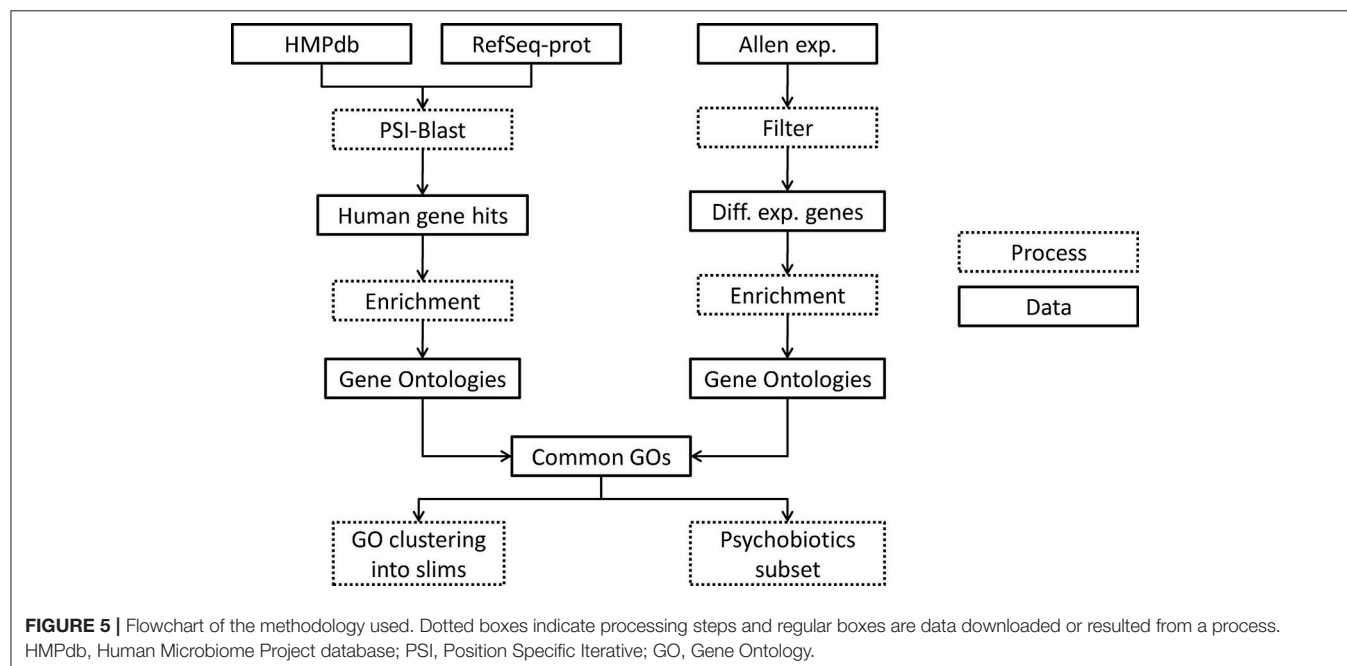 HMPdb
RefSeq-prot
Allen exp.
PSI-Blast
Filter
Human gene hits
Diff. exp. genes
Process
Enrichment
Enrichment
Data
Gene Ontologies
Gene Ontologies
Common GOs
GO clustering
into slims
Psychobiotics
subset
FIGURE 5 | Flowchart of the methodology used. Dotted boxes indicate processing steps and regular boxes are data downloaded or resulted from a process.
HMPdb, Human Microbiome Project database; PSI, Position Specific Iterative; GO, Gene Ontology.